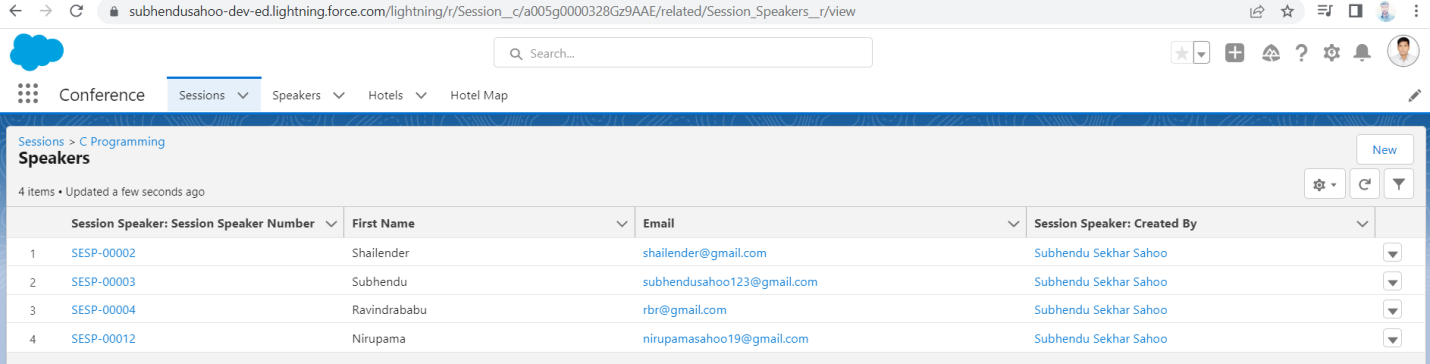 subhendusahoo-dev-ed.lightning.force.com/lightning/r/Session__c/a005g0000328Gz9AAE/related/Session_Speakers__r/view
Search...
Conference Sessions Speakers Hotels Hotel Map
Sessions > C Programming
Speakers
New
4 items • Updated a few seconds ago
Session Speaker: Session Speaker Number First Name Email Session Speaker: Created By
1 SESP-00002 Shailender shailender@gmail.com Subhendu Sekhar Sahoo
2 SESP-00003 Subhendu subhendusahoo123@gmail.com Subhendu Sekhar Sahoo
3 SESP-00004 Ravindrababu rbr@gmail.com Subhendu Sekhar Sahoo
4 SESP-00012 Nirupama nirupamasahoo19@gmail.com Subhendu Sekhar Sahoo